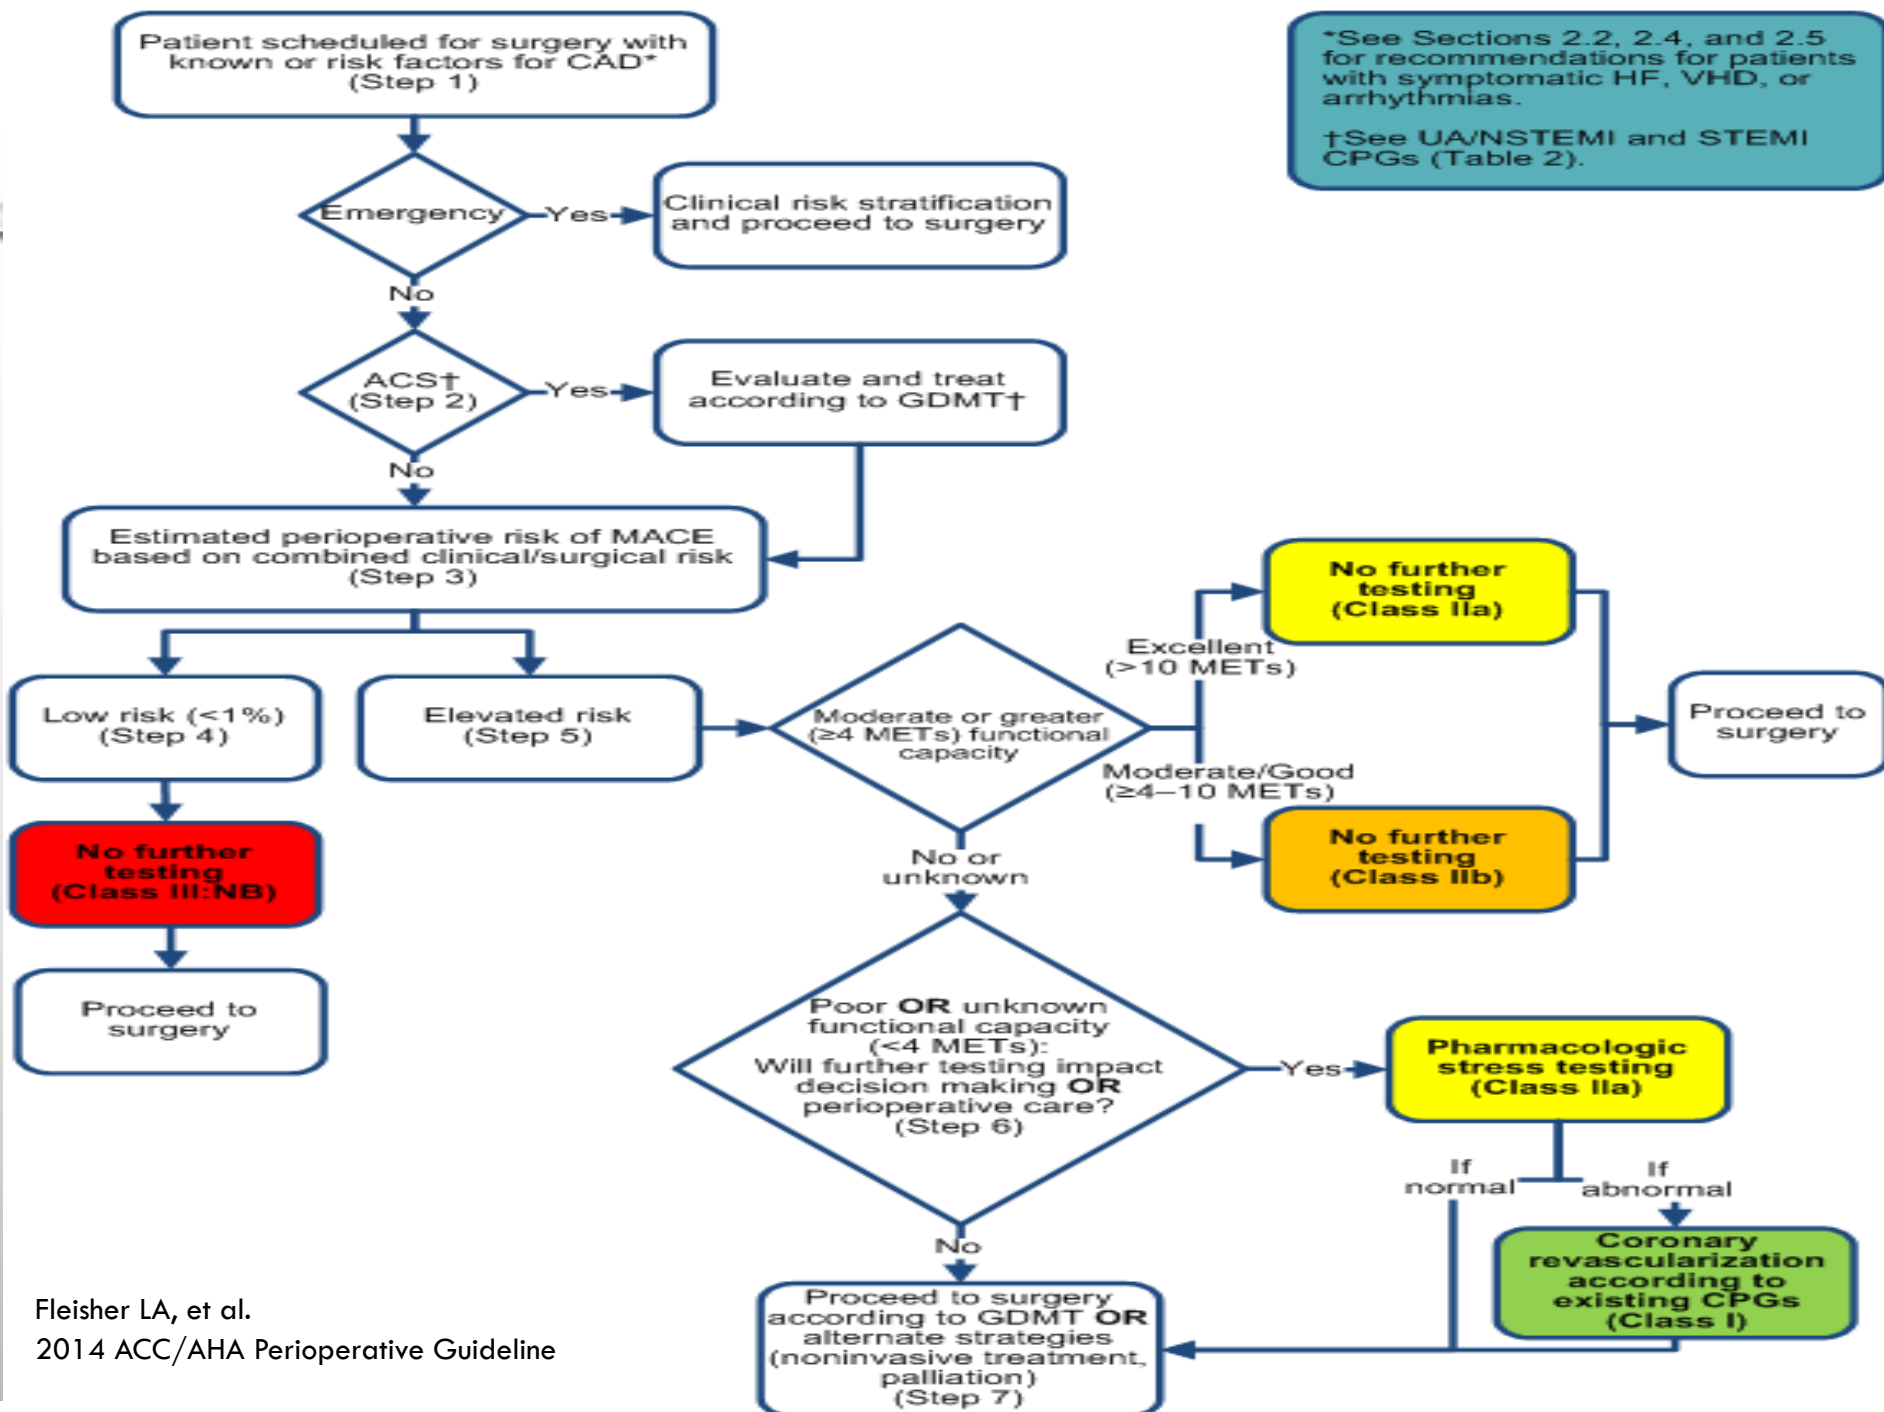 Patient scheduled for surgery with
known or risk factors for CAD*
(Step 1)
*See Sections 2.2, 2.4, and 2.5
for recommendations for patients
with symptomatic HF, VHD, or
arrhythmias.
†See UA/NSTEMI and STEMI
CPGs (Table 2).
Emergency
Yes
Clinical risk stratification
and proceed to surgery
No
ACS†
(Step 2)
Yes
Evaluate and treat
according to GDMT†
No
Estimated perioperative risk of MACE
based on combined clinical/surgical risk
(Step 3)
Low risk (<1%)
(Step 4)
Elevated risk
(Step 5)
Moderate or greater
(≥4 METs) functional
capacity
Excellent
(>10 METs)
No further
testing
(Class IIa)
Moderate/Good
(≥4–10 METs)
No further
testing
(Class IIb)
Proceed to
surgery
No further
testing
(Class III:NB)
Proceed to
surgery
No or
unknown
Poor OR unknown
functional capacity
(<4 METs):
Will further testing impact
decision making OR
perioperative care?
(Step 6)
Yes
Pharmacologic
stress testing
(Class IIa)
If
normal
If
abnormal
Coronary
revascularization
according to
existing CPGs
(Class I)
No
Proceed to surgery
according to GDMT OR
alternate strategies
(noninvasive treatment,
palliation)
(Step 7)
Fleisher LA, et al.
2014 ACC/AHA Perioperative Guideline